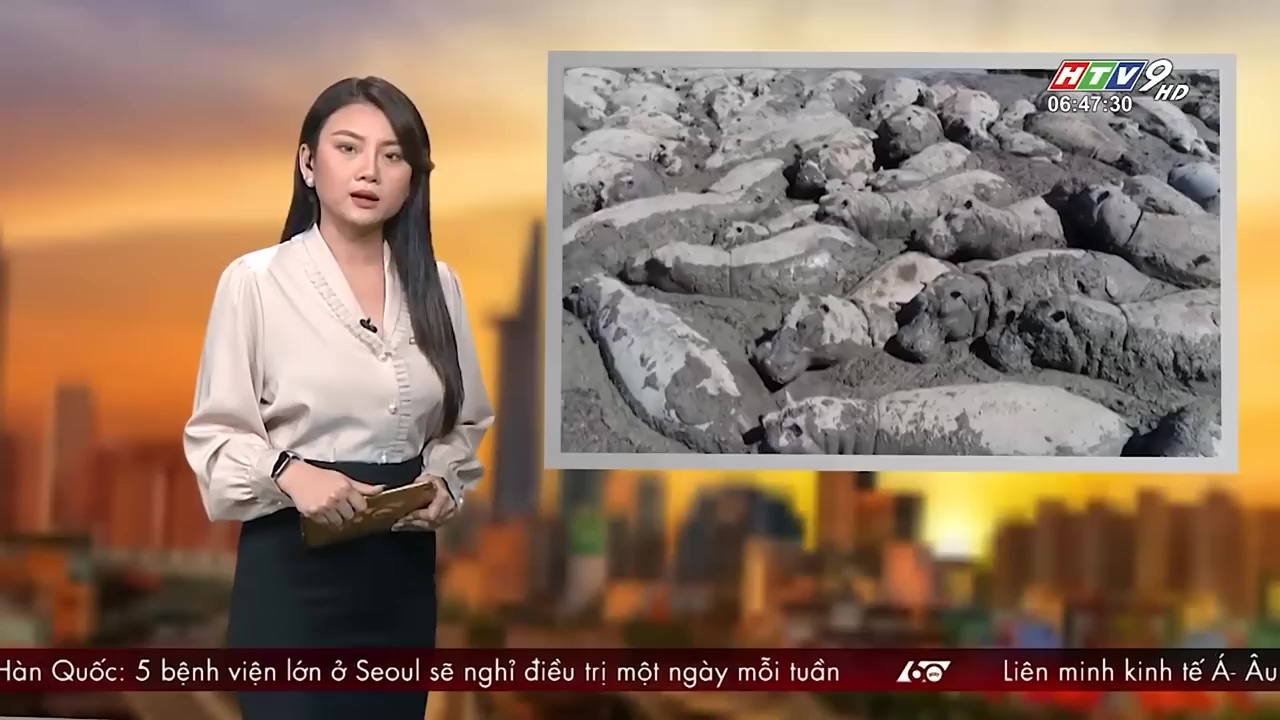 HTV9 HD
06:47:30
Hàn Quốc: 5 bệnh viện lớn ở Seoul sẽ nghỉ điều trị một ngày mỗi tuần
60 Liên minh kinh tế Á- Âu